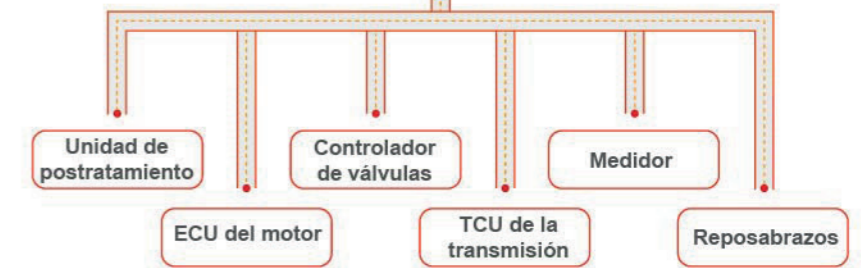 Unidad de
postratamiento
Controlador
de válvulas
Medidor
ECU del motor
TCU de la
transmisión
Reposabrazos